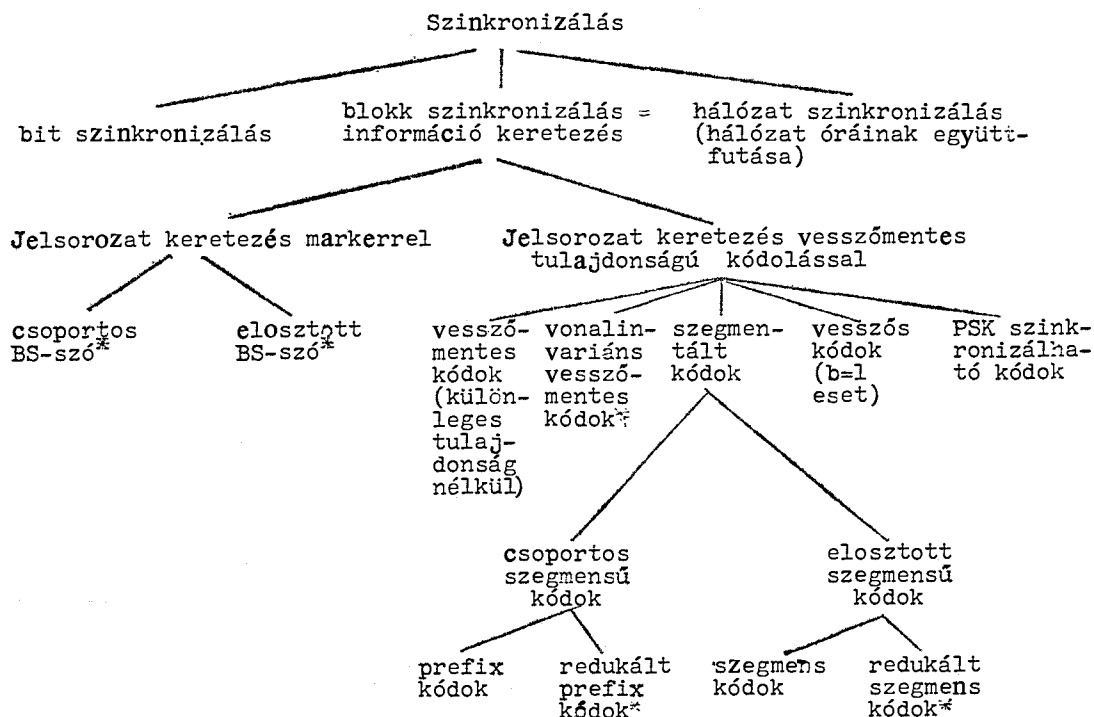 Szinkronizálás
bit szinkronizálás
blokk szinkronizálás =
információ keretezés
hálózat szinkronizálás
(hálózat óráinak együtt-
futása)
Jelsorozat keretezés markerrel
Jelsorozat keretezés vesszőmentes
tulajdonságú kódolással
csoportos
BS-szó*
elosztott
BS-szó*
vessző-
mentes
kódok
(külön-
leges
tulaj-
donság
nélkül)
vonalin-
variáns
vessző-
mentes
kódok*
szegmen-
tált
kódok
vesszős
kódok
(b=l
eset)
PSK szink-
ronizálha-
tó kódok
csoportos
szegmensű
kódok
elosztott
szegmensű
kódok
prefix
kódok
redukált
prefix
kódok*
szegmens
kódok
redukált
szegmens
kódok*